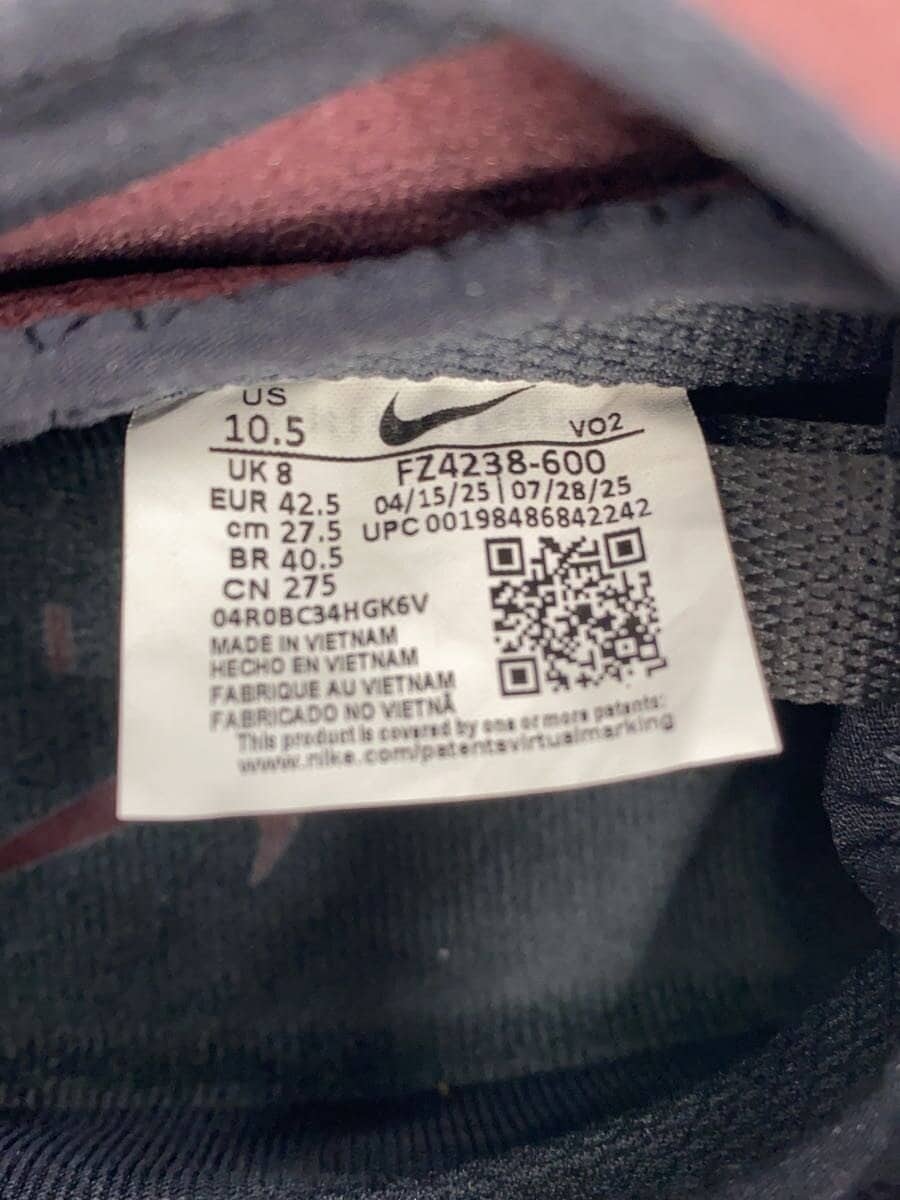 US
10.5 VO2
UK 8 FZ4238-600
EUR 42.5 04/15/25 | 07/28/25
cm 27.5 UPC 00198486842242
BR 40.5
CN 275
04R0BC34HGK6V
MADE IN VIETNAM
HECHO EN VIETNAM
FABRIQUE AU VIETNAM
FABRICADO NO VIETNÃ
This product is covered by one or more patents:
www.nike.com/patentsvirtualmarking